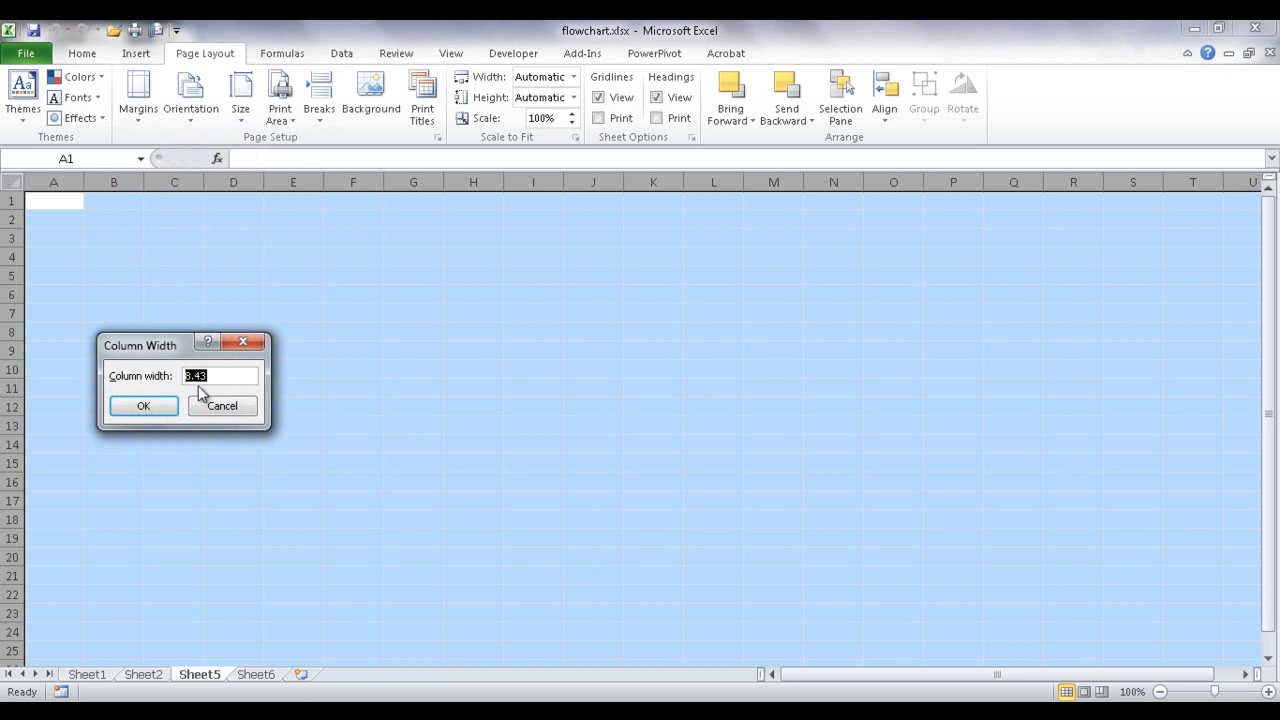 flowchart.xlsx - Microsoft Excel
File Home Insert Page Layout Formulas Data Review View Developer Add-Ins PowerPivot Acrobat
Themes
Colors
Fonts
Effects
Themes
Margins
Orientation
Size
Print Area
Breaks
Background
Print Titles
Page Setup
Width: Automatic
Height: Automatic
Scale: 100%
Scale to Fit
Gridlines
View
Print
Headings
View
Print
Sheet Options
Bring Forward
Send Backward
Selection Pane
Align
Group
Rotate
Arrange
A1
fx
A B C D E F G H I J K L M N O P Q R S T U
1
2
3
4
5
6
7
8
9
10
11
12
13
14
15
16
17
18
19
20
21
22
23
24
25
Column Width
?
Column width: 8.43
OK Cancel
Sheet1 Sheet2 Sheet5 Sheet6
Ready
100%